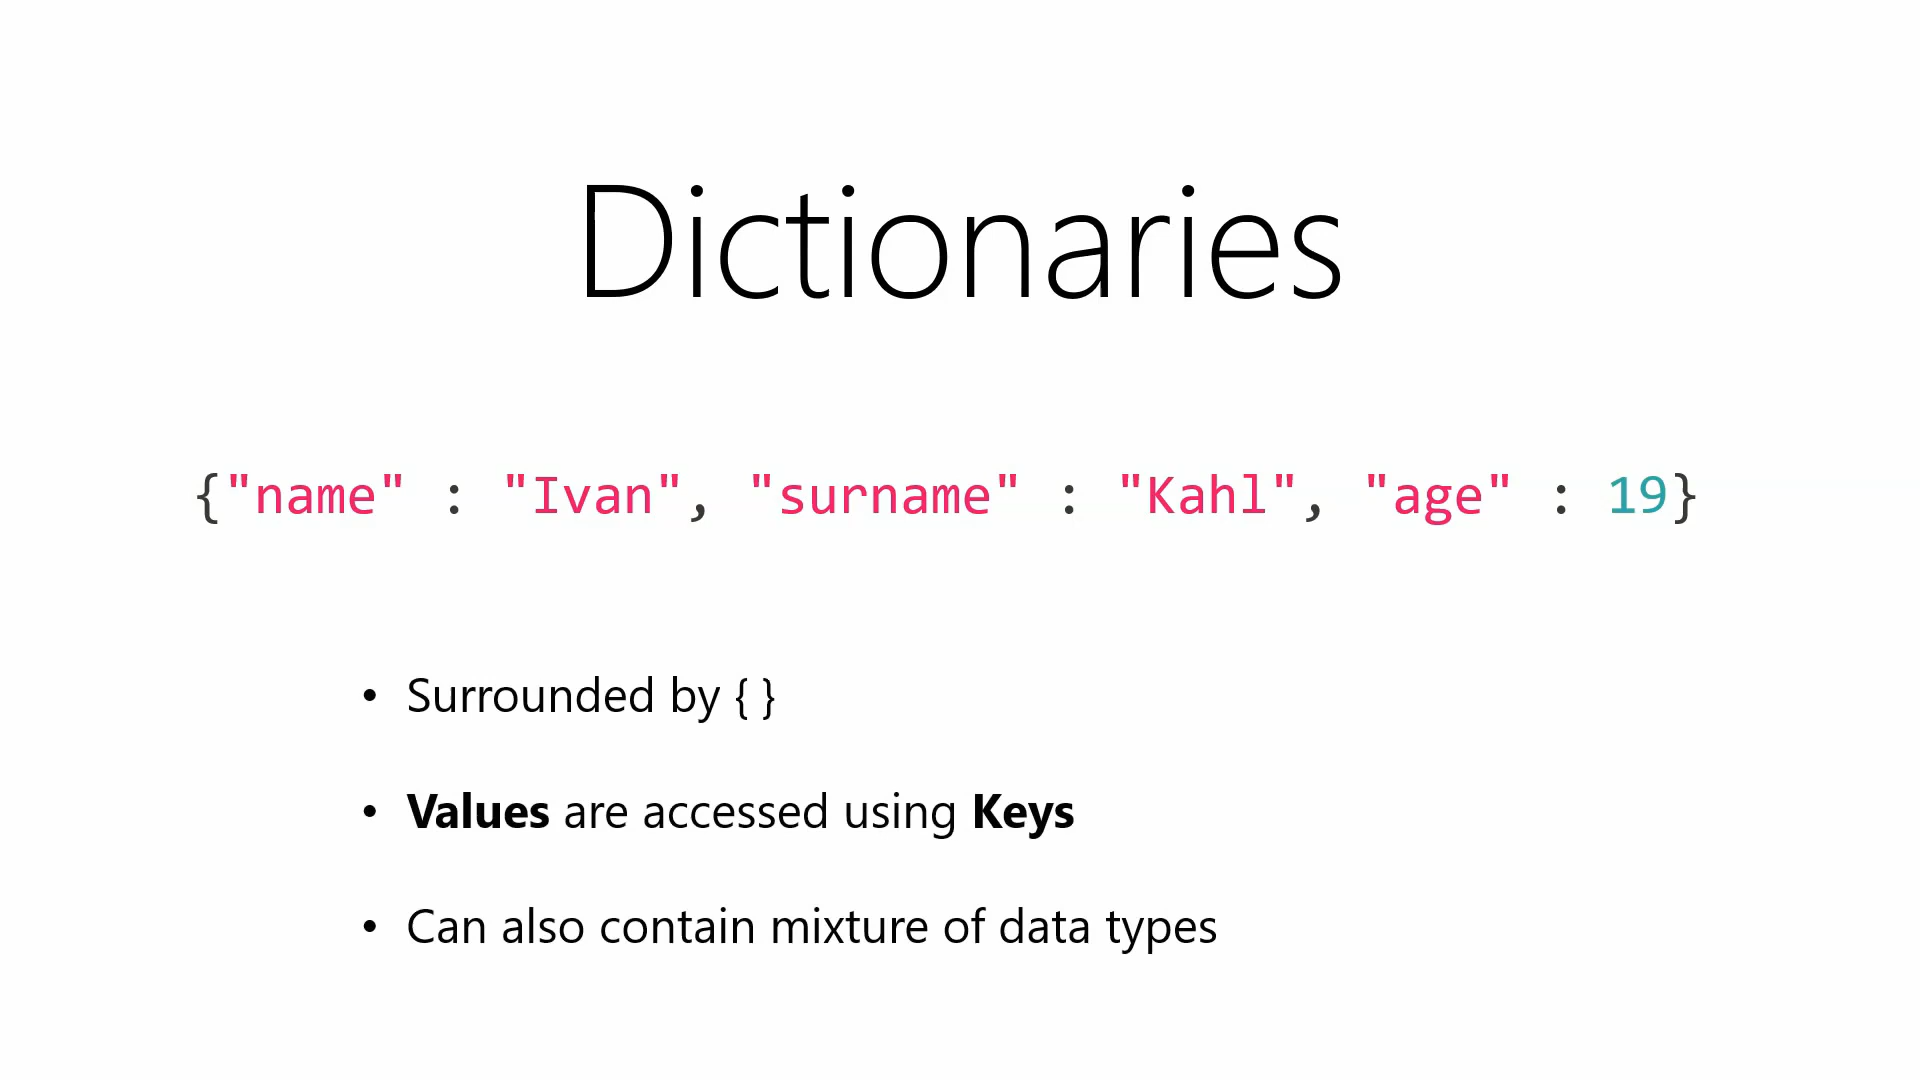 Dictionaries
{"name" : "Ivan", "surname" : "Kahl", "age" : 19}
• Surrounded by { }
• Values are accessed using Keys
• Can also contain mixture of data types